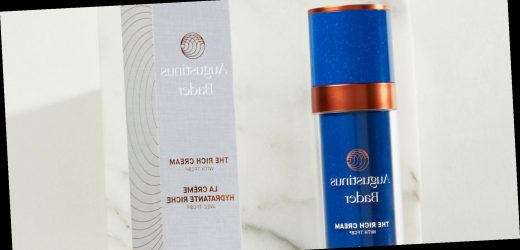 Augustinus
Bader
THE RICH CREAM
WITH TFC8®
LA CRÈME
HYDRATANTE RICHE
AVEC TFC8®
Augustinus
Bader
THE RICH CREAM
WITH TFC8®